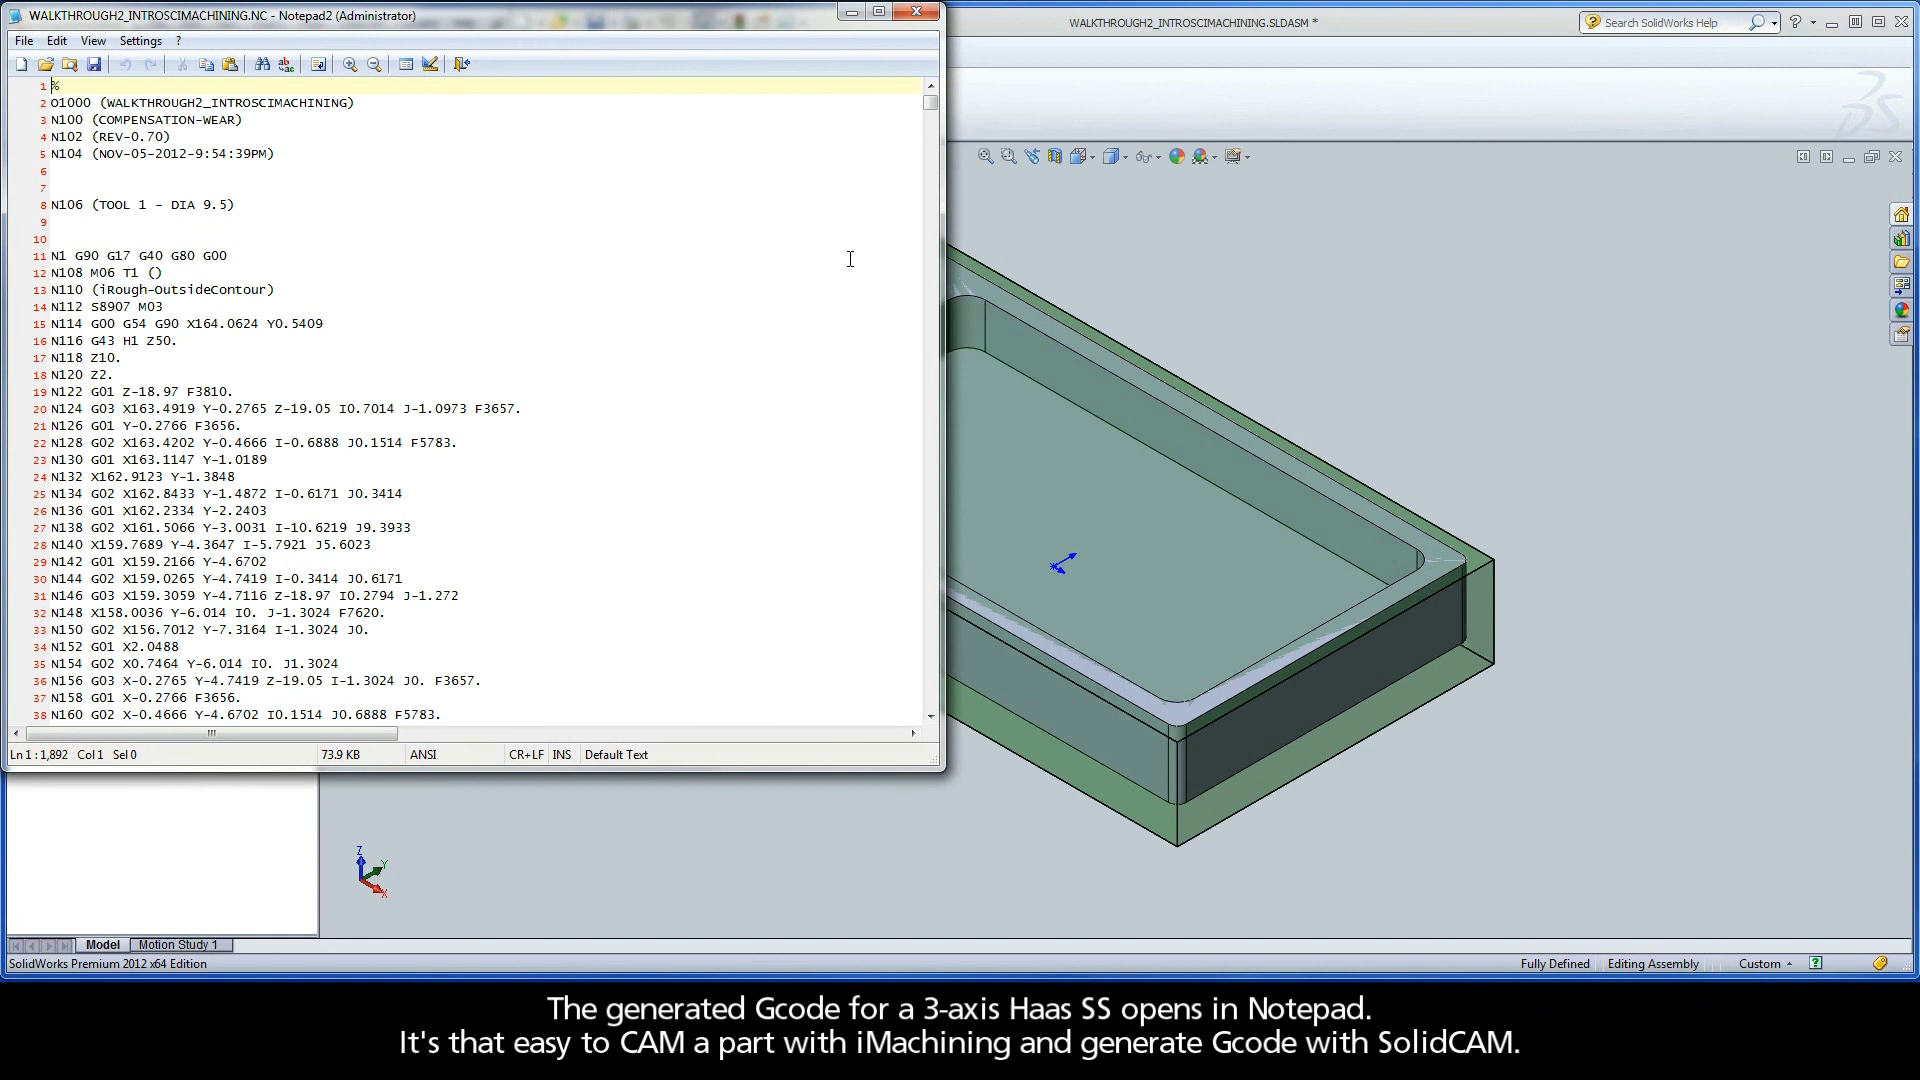 WALKTHROUGH2_INTROSCIMACHINING.NC - Notepad2 (Administrator)
WALKTHROUGH2_INTROSCIMACHINING.SLDASM *
Search SolidWorks Help
File Edit View Settings ?
1 %
2 O1000 (WALKTHROUGH2_INTROSCIMACHINING)
3 N100 (COMPENSATION-WEAR)
4 N102 (REV-0.70)
5 N104 (NOV-05-2012-9:54:39PM)
6
7
8 N106 (TOOL 1 - DIA 9.5)
9
10
11 N1 G90 G17 G40 G80 G00
12 N108 M06 T1 ()
13 N110 (iRough-OutsideContour)
14 N112 S8907 M03
15 N114 G00 G54 G90 X164.0624 Y0.5409
16 N116 G43 H1 Z50.
17 N118 Z10.
18 N120 Z2.
19 N122 G01 Z-18.97 F3810.
20 N124 G03 X163.4919 Y-0.2765 Z-19.05 I0.7014 J-1.0973 F3657.
21 N126 G01 Y-0.2766 F3656.
22 N128 G02 X163.4202 Y-0.4666 I-0.6888 J0.1514 F5783.
23 N130 G01 X163.1147 Y-1.0189
24 N132 X162.9123 Y-1.3848
25 N134 G02 X162.8433 Y-1.4872 I-0.6171 J0.3414
26 N136 G01 X162.2334 Y-2.2403
27 N138 G02 X161.5066 Y-3.0031 I-10.6219 J9.3933
28 N140 X159.7689 Y-4.3647 I-5.7921 J5.6023
29 N142 G01 X159.2166 Y-4.6702
30 N144 G02 X159.0265 Y-4.7419 I-0.3414 J0.6171
31 N146 G03 X159.3059 Y-4.7116 Z-18.97 I0.2794 J-1.272
32 N148 X158.0036 Y-6.014 I0. J-1.3024 F7620.
33 N150 G02 X156.7012 Y-7.3164 I-1.3024 J0.
34 N152 G01 X2.0488
35 N154 G02 X0.7464 Y-6.014 I0. J1.3024
36 N156 G03 X-0.2765 Y-4.7419 Z-19.05 I-1.3024 J0. F3657.
37 N158 G01 X-0.2766 F3656.
38 N160 G02 X-0.4666 Y-4.6702 I0.1514 J0.6888 F5783.
Ln 1 : 1,892 Col 1 Sel 0 73.9 KB ANSI CR+LF INS Default Text
Z
Y
X
Model Motion Study 1
SolidWorks Premium 2012 x64 Edition Fully Defined Editing Assembly Custom
The generated Gcode for a 3-axis Haas SS opens in Notepad.
It's that easy to CAM a part with iMachining and generate Gcode with SolidCAM.